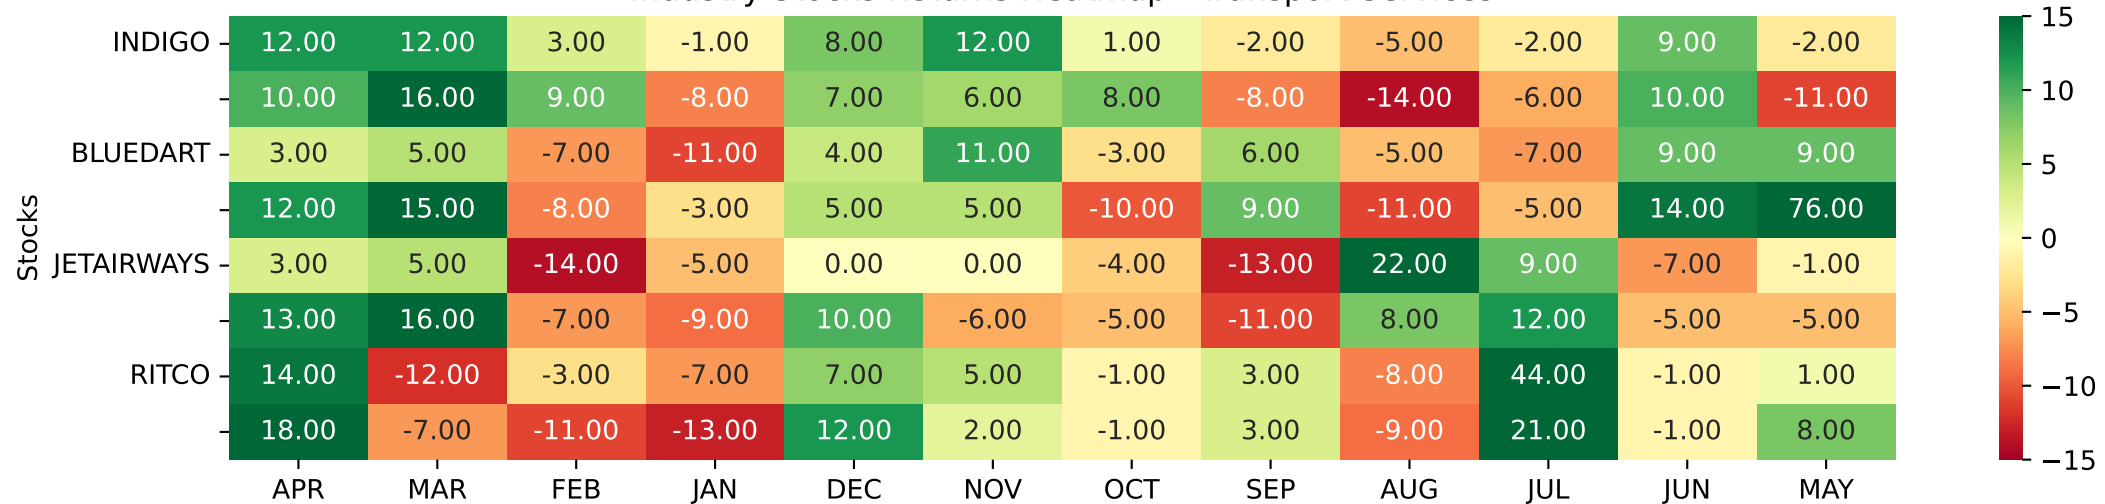 Industry Stocks Returns Heatmap - Transport Services
INDIGO 12.00 12.00 3.00 -1.00 8.00 12.00 1.00 -2.00 -5.00 -2.00 9.00 -2.00 15
10.00 16.00 9.00 -8.00 7.00 6.00 8.00 -8.00 -14.00 -6.00 10.00 -11.00 10
BLUEDART 3.00 5.00 -7.00 -11.00 4.00 11.00 -3.00 6.00 -5.00 -7.00 9.00 9.00 5
12.00 15.00 -8.00 -3.00 5.00 5.00 -10.00 9.00 -11.00 -5.00 14.00 76.00 0
Stocks
JETAIRWAYS 3.00 5.00 -14.00 -5.00 0.00 0.00 -4.00 -13.00 22.00 9.00 -7.00 -1.00
13.00 16.00 -7.00 -9.00 10.00 -6.00 -5.00 -11.00 8.00 12.00 -5.00 -5.00 −5
RITCO 14.00 -12.00 -3.00 -7.00 7.00 5.00 -1.00 3.00 -8.00 44.00 -1.00 1.00 −10
18.00 -7.00 -11.00 -13.00 12.00 2.00 -1.00 3.00 -9.00 21.00 -1.00 8.00 −15
APR MAR FEB JAN DEC NOV OCT SEP AUG JUL JUN MAY